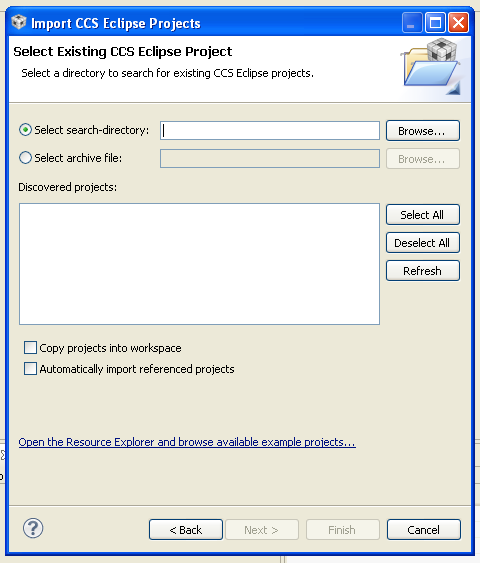 Import CCS Eclipse Projects
Select Existing CCS Eclipse Project
Select a directory to search for existing CCS Eclipse projects.
Select search-directory:
Browse...
Select archive file:
Browse...
Discovered projects:
Select All
Deselect All
Refresh
Copy projects into workspace
Automatically import referenced projects
Open the Resource Explorer and browse available example projects...
?
< Back
Next >
Finish
Cancel